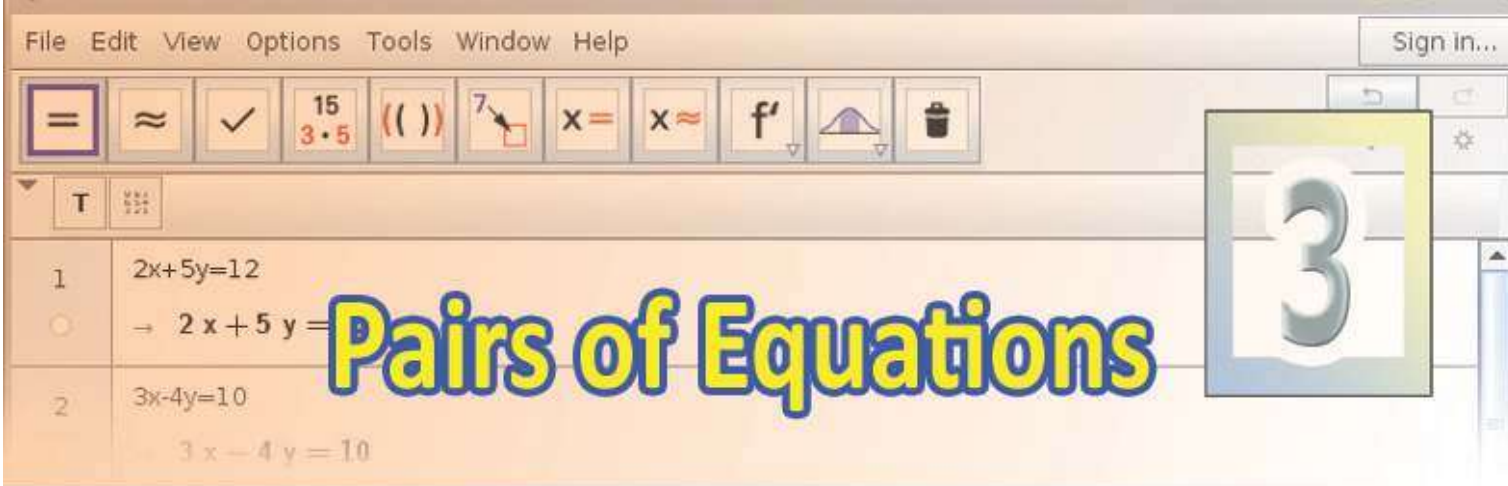 File Edit View Options Tools Window Help
Sign in...
= ≈ ✓ 15 (( )) 7 x= x≈ f′
3·5
T
3
1 2x+5y=12
→ 2 x + 5 y =
Pairs of Equations
2 3x-4y=10
3 x − 4 y = 10